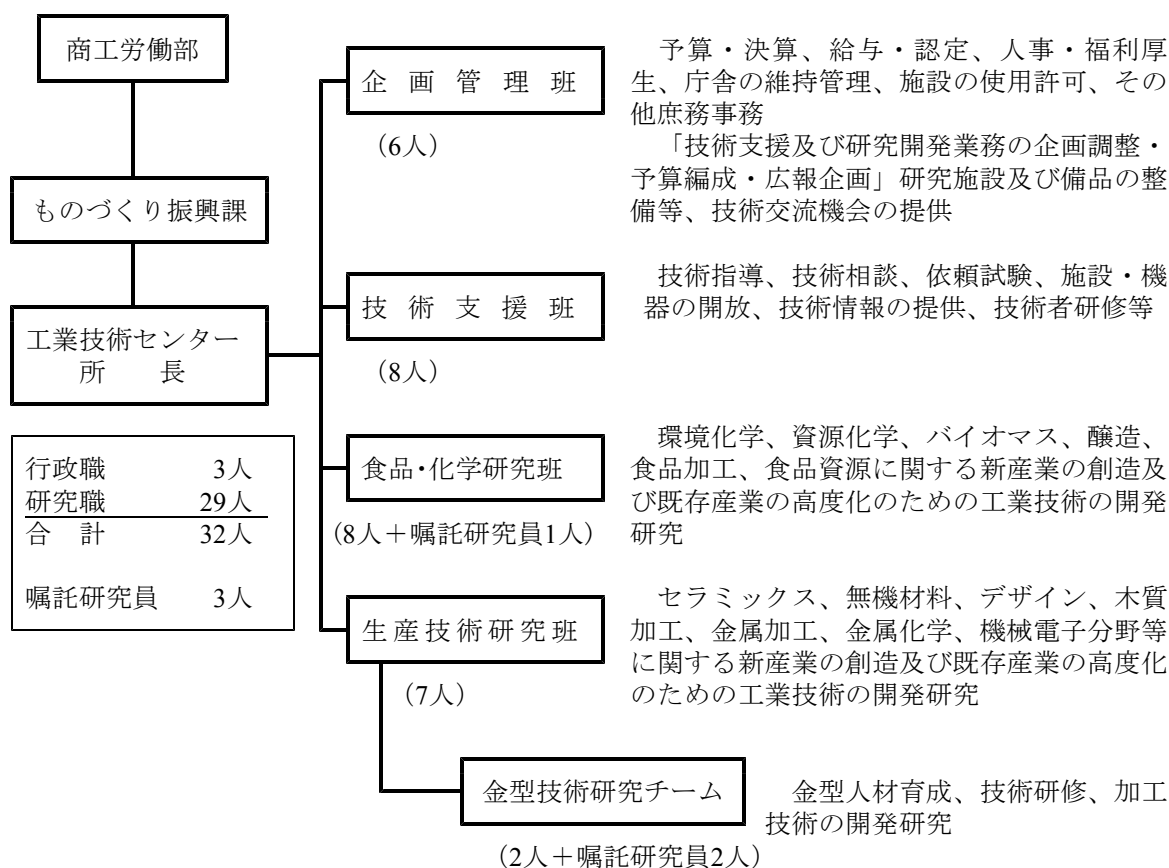 商工労働部
ものづくり振興課
工業技術センター
所　　長
行政職　3人
研究職　29人
合　計　32人
嘱託研究員　3人
企画管理班
(6人)
予算・決算、給与・認定、人事・福利厚
生、庁舎の維持管理、施設の使用許可、その
他庶務事務
「技術支援及び研究開発業務の企画調整・
予算編成・広報企画」研究施設及び備品の整
備等、技術交流機会の提供
技術支援班
(8人)
技術指導、技術相談、依頼試験、施設・機
器の開放、技術情報の提供、技術者研修等
食品・化学研究班
(8人＋嘱託研究員1人)
環境化学、資源化学、バイオマス、醸造、
食品加工、食品資源に関する新産業の創造及
び既存産業の高度化のための工業技術の開発
研究
生産技術研究班
(7人)
セラミックス、無機材料、デザイン、木質
加工、金属加工、金属化学、機械電子分野等
に関する新産業の創造及び既存産業の高度化
のための工業技術の開発研究
金型技術研究チーム
(2人＋嘱託研究員2人)
金型人材育成、技術研修、加工
技術の開発研究